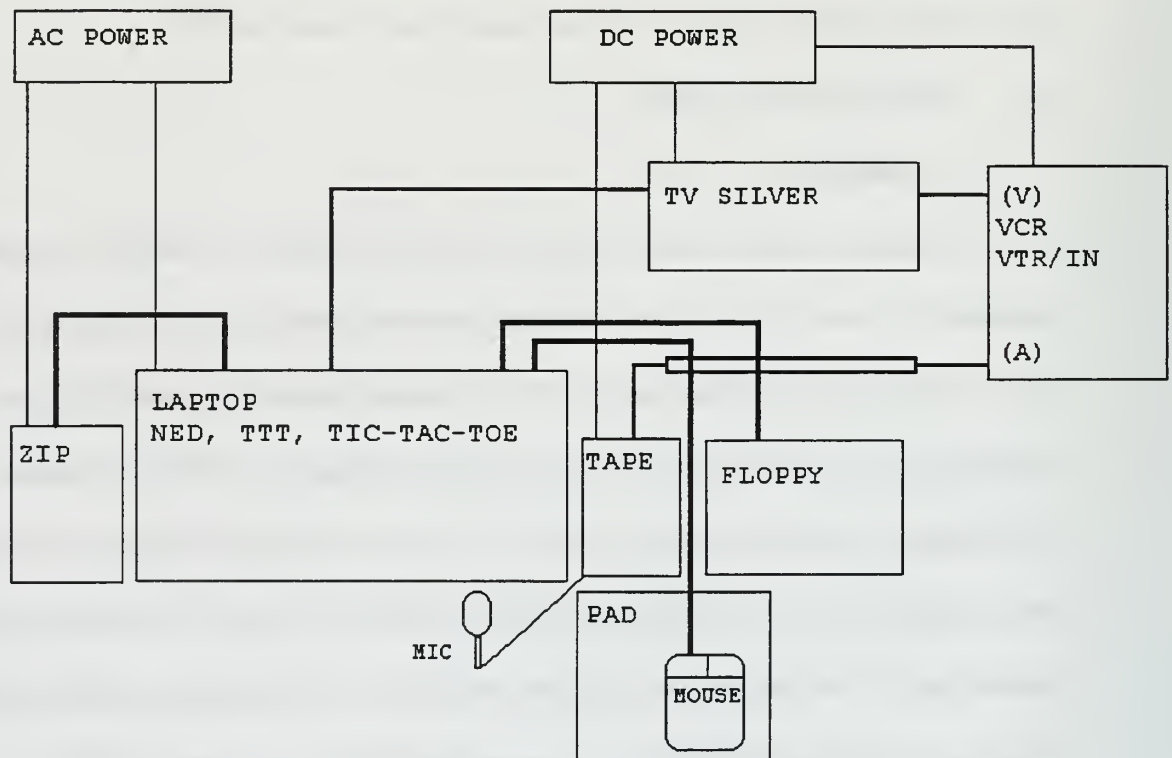 AC POWER
DC POWER
TV SILVER
(V)
VCR
VTR/IN
(A)
LAPTOP
NED, TTT, TIC-TAC-TOE
ZIP
TAPE
FLOPPY
PAD
MIC
MOUSE